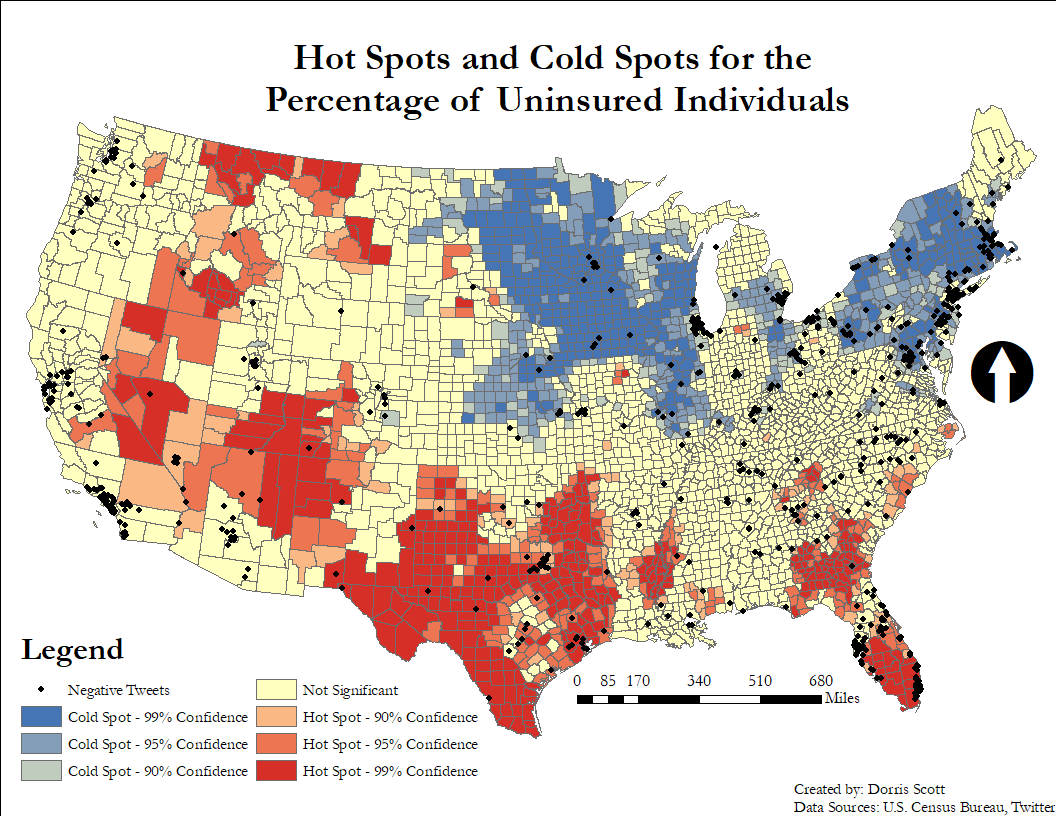 Hot Spots and Cold Spots for the
Percentage of Uninsured Individuals
Legend
Negative Tweets
Not Significant
Cold Spot - 99% Confidence
Hot Spot - 90% Confidence
Cold Spot - 95% Confidence
Hot Spot - 95% Confidence
Cold Spot - 90% Confidence
Hot Spot - 99% Confidence
0 85 170 340 510 680
Miles
Created by: Dorris Scott
Data Sources: U.S. Census Bureau, Twitter